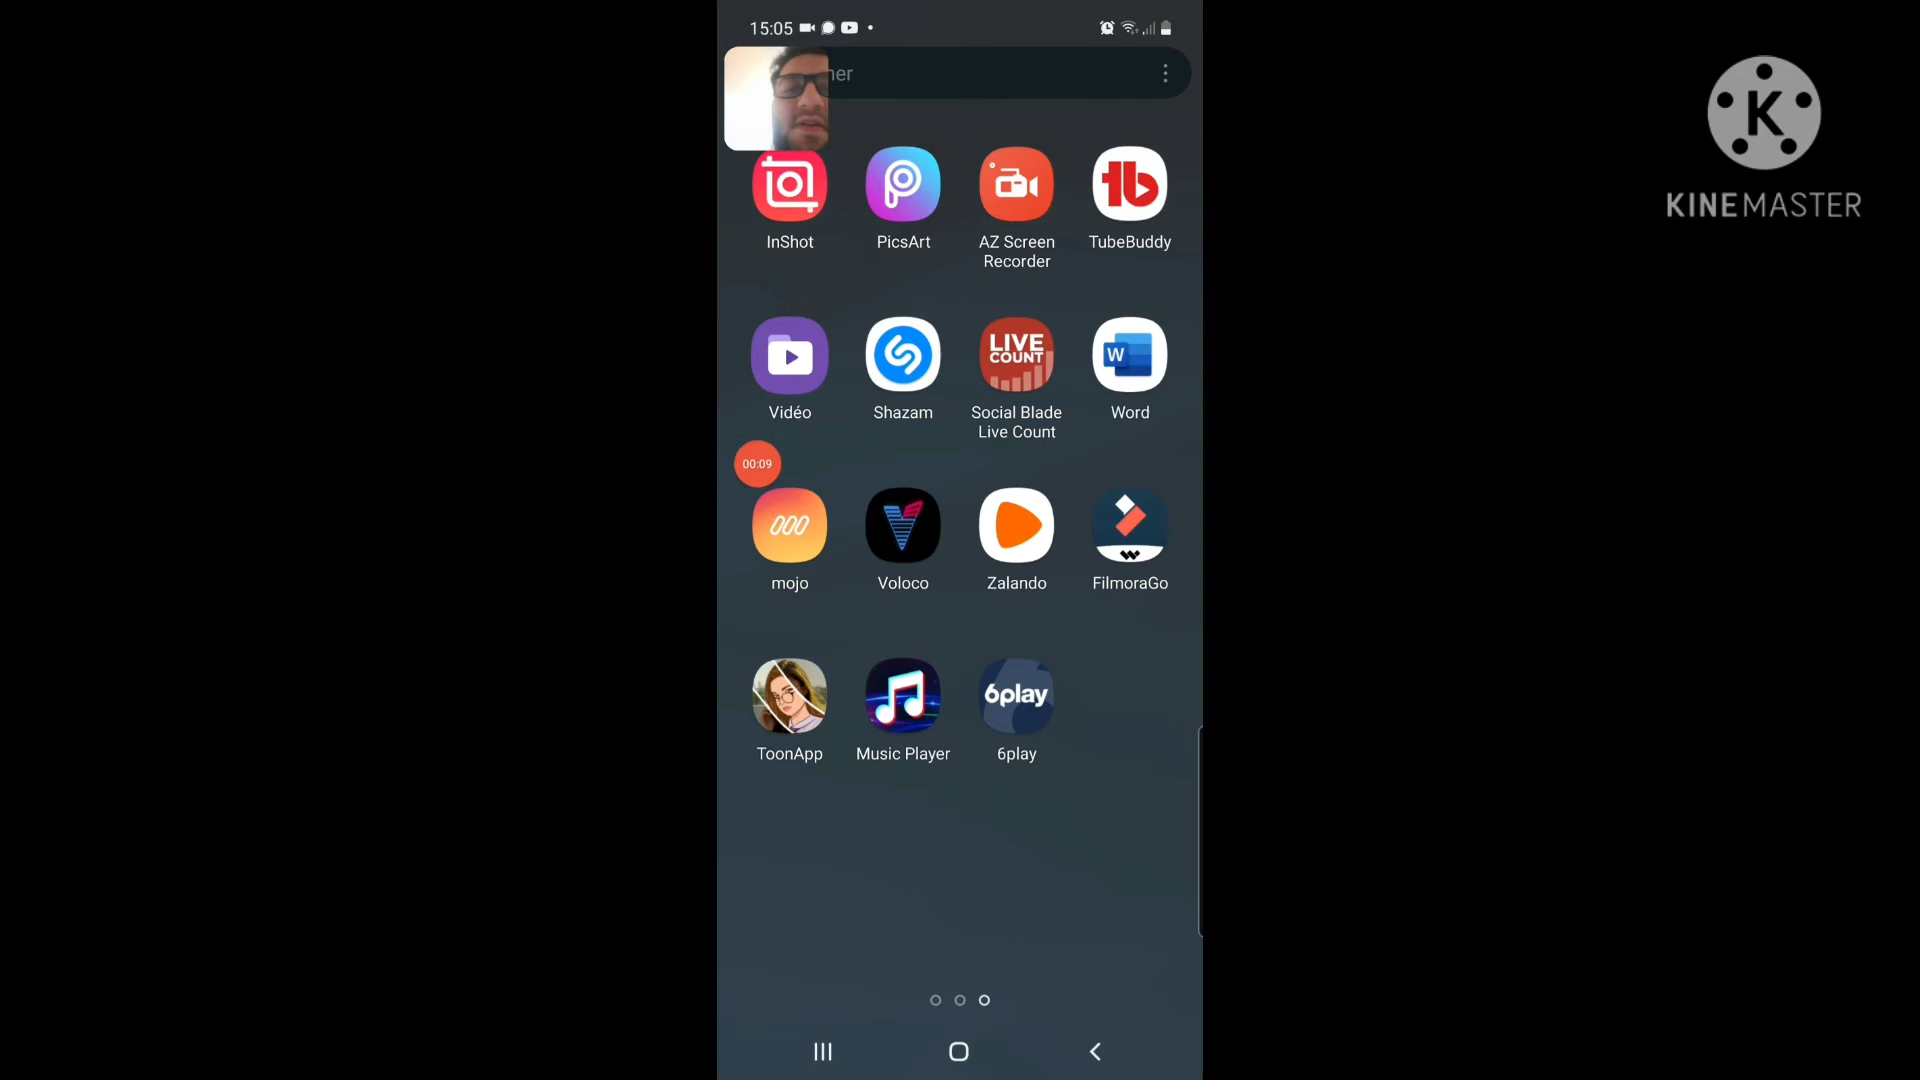 15:05
her
InShot
PicsArt
AZ Screen
Recorder
TubeBuddy
LIVE
COUNT
W
Vidéo
Shazam
Social Blade
Live Count
Word
00:09
mojo
Voloco
Zalando
FilmoraGo
6play
ToonApp
Music Player
6play
K
KINEMASTER